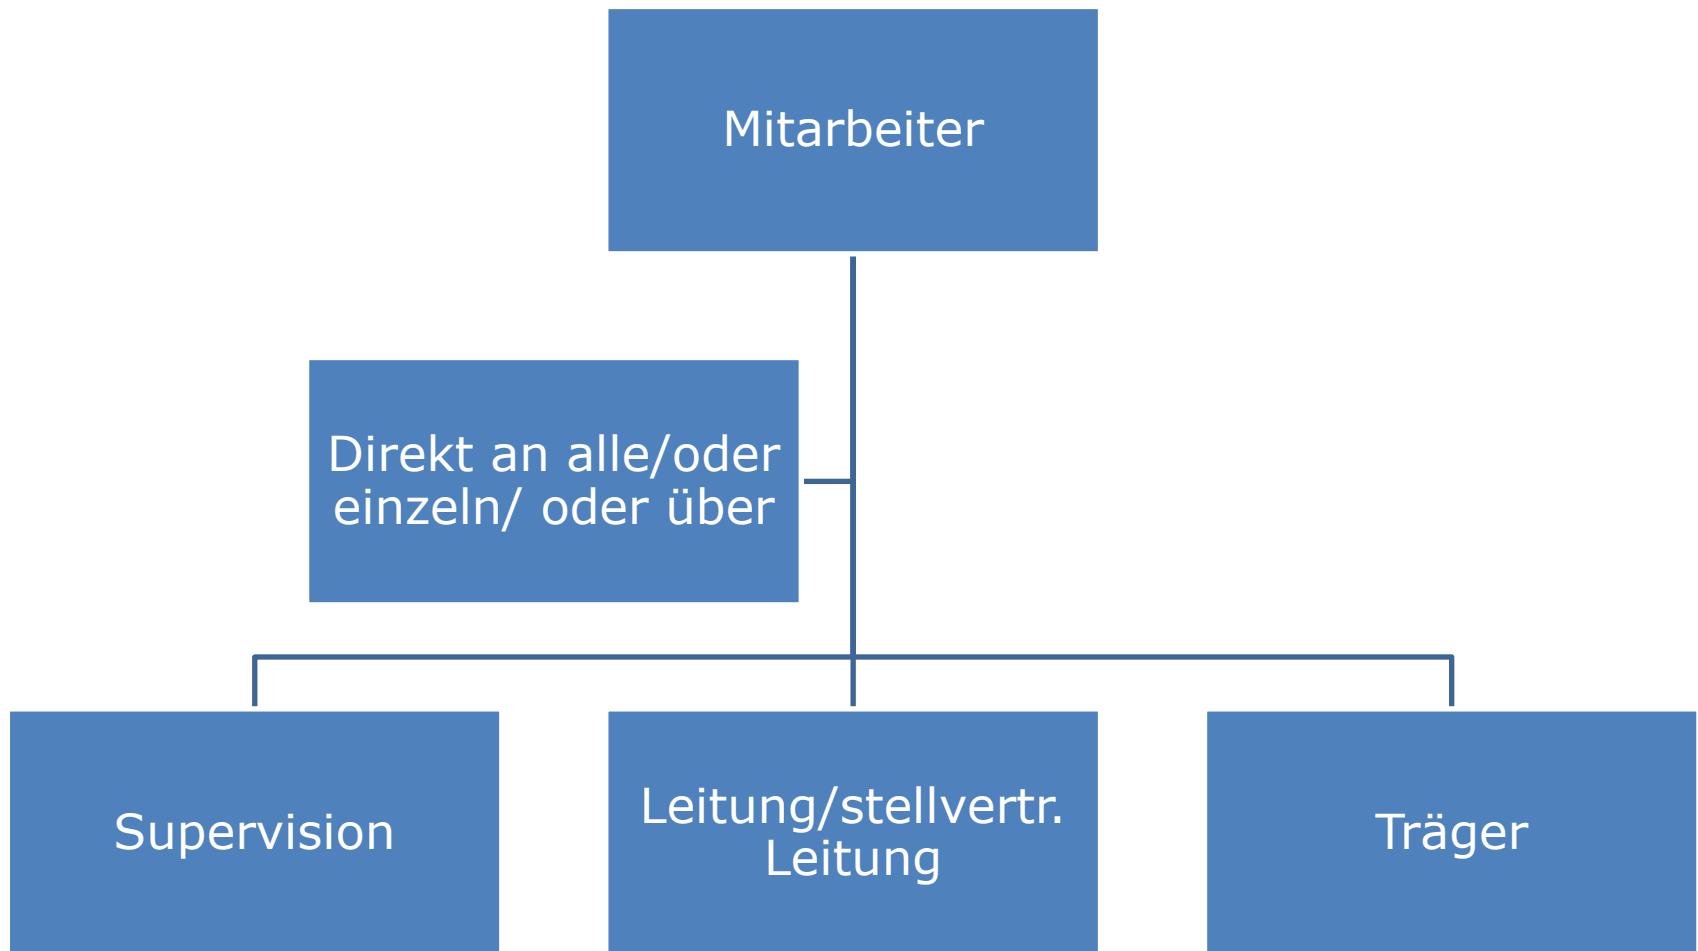 Mitarbeiter
Direkt an alle/oder
einzeln/ oder über
Supervision
Leitung/stellvertr.
Leitung
Träger